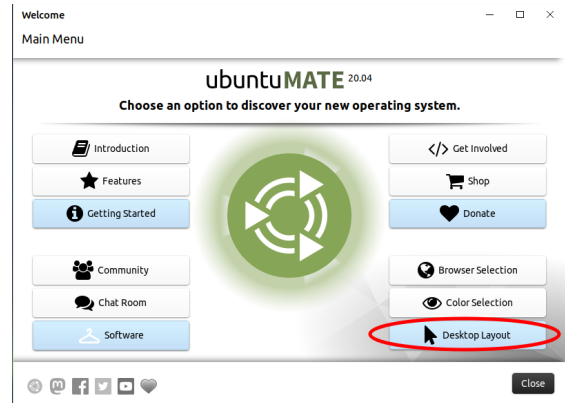 Welcome
Main Menu
ubuntuMATE 20.04
Choose an option to discover your new operating system.
Introduction
Features
Getting Started
Community
Chat Room
Software
Get Involved
Shop
Donate
Browser Selection
Color Selection
Desktop Layout
Close